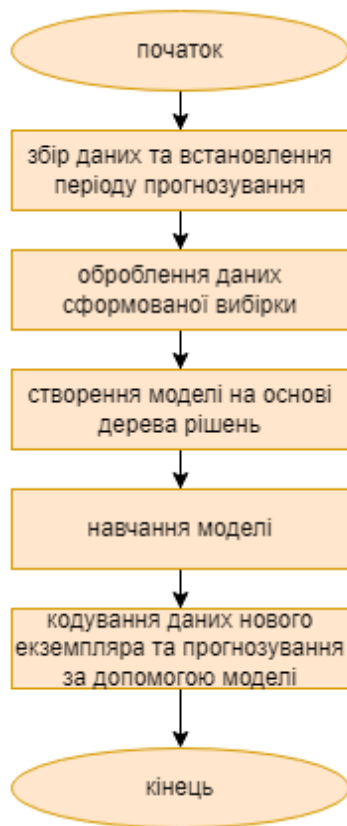 початок
збір даних та встановлення
періоду прогнозування
оброблення даних
сформованої вибірки
створення моделі на основі
дерева рішень
навчання моделі
кодування даних нового
екземпляра та прогнозування
за допомогою моделі
кінець